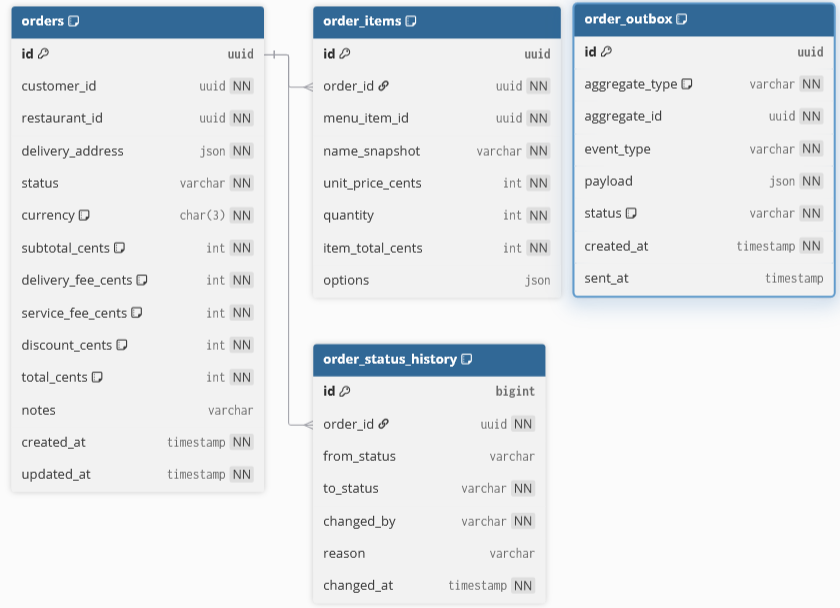 orders
id uuid
customer_id uuid NN
restaurant_id uuid NN
delivery_address json NN
status varchar NN
currency char(3) NN
subtotal_cents int NN
delivery_fee_cents int NN
service_fee_cents int NN
discount_cents int NN
total_cents int NN
notes varchar
created_at timestamp NN
updated_at timestamp NN
order_items
id uuid
order_id uuid NN
menu_item_id uuid NN
name_snapshot varchar NN
unit_price_cents int NN
quantity int NN
item_total_cents int NN
options json
order_outbox
id uuid
aggregate_type varchar NN
aggregate_id uuid NN
event_type varchar NN
payload json NN
status varchar NN
created_at timestamp NN
sent_at timestamp
order_status_history
id bigint
order_id uuid NN
from_status varchar
to_status varchar NN
changed_by varchar NN
reason varchar
changed_at timestamp NN